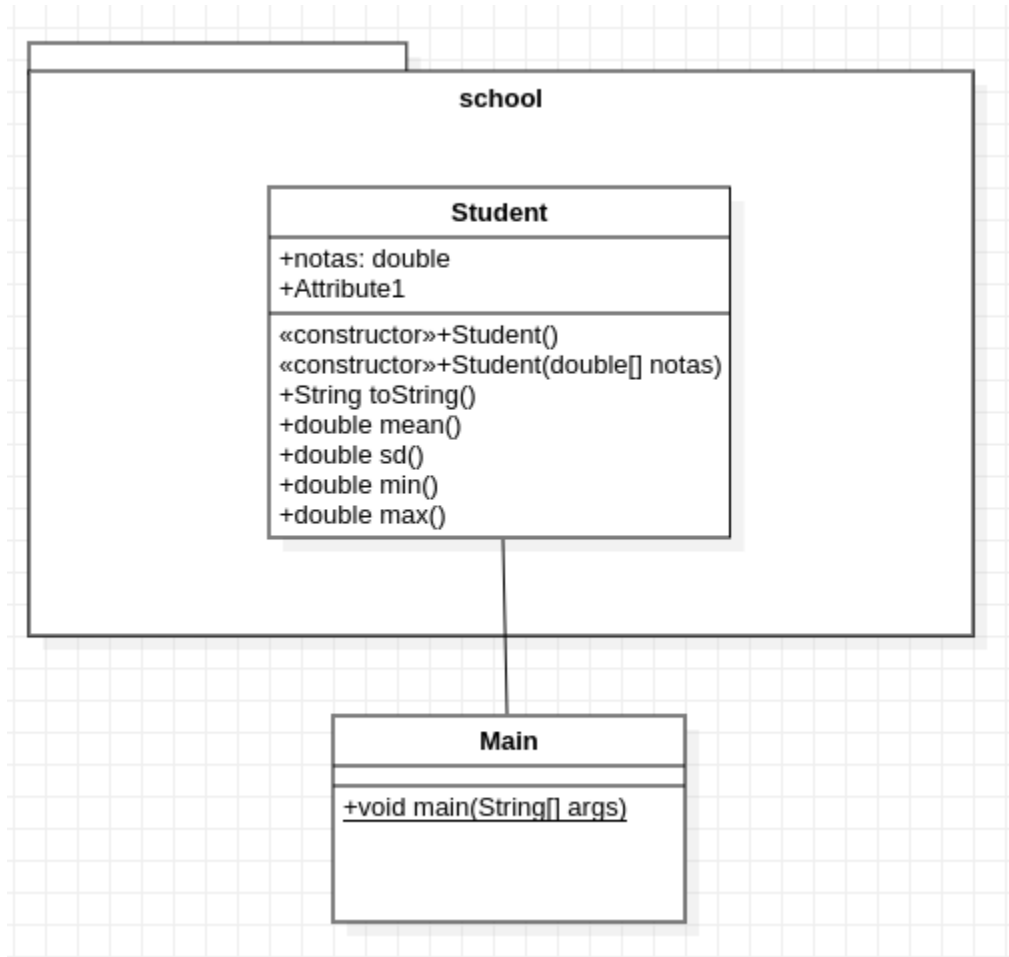 school
Student
+notas: double
+Attribute1
«constructor»+Student()
«constructor»+Student(double[] notas)
+String toString()
+double mean()
+double sd()
+double min()
+double max()
Main
+void main(String[] args)